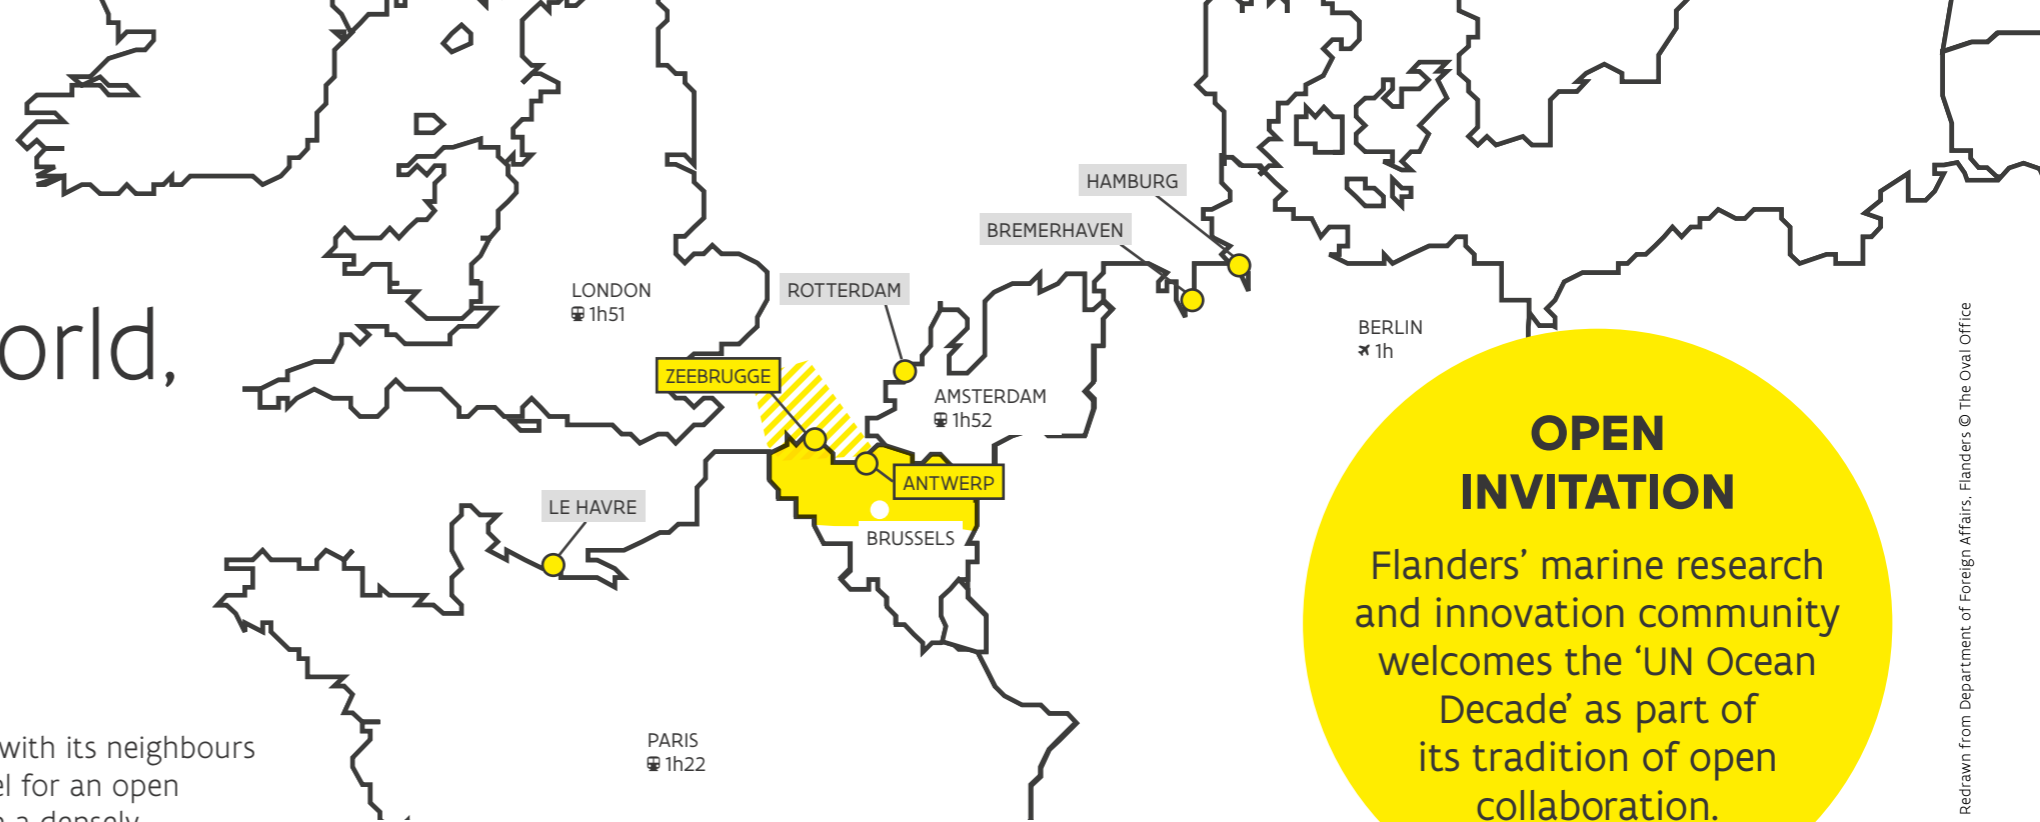 orld,
with its neighbours
el for an open
a densely
HAMBURG
BREMERHAVEN
LONDON
1h51
ROTTERDAM
BERLIN
1h
ZEEBRUGGE
AMSTERDAM
1h52
ANTWERP
LE HAVRE
BRUSSELS
PARIS
1h22
OPEN
INVITATION
Flanders’ marine research
and innovation community
welcomes the ‘UN Ocean
Decade’ as part of
its tradition of open
collaboration.
Redrawn from Department of Foreign Affairs, Flanders © The Oval Office